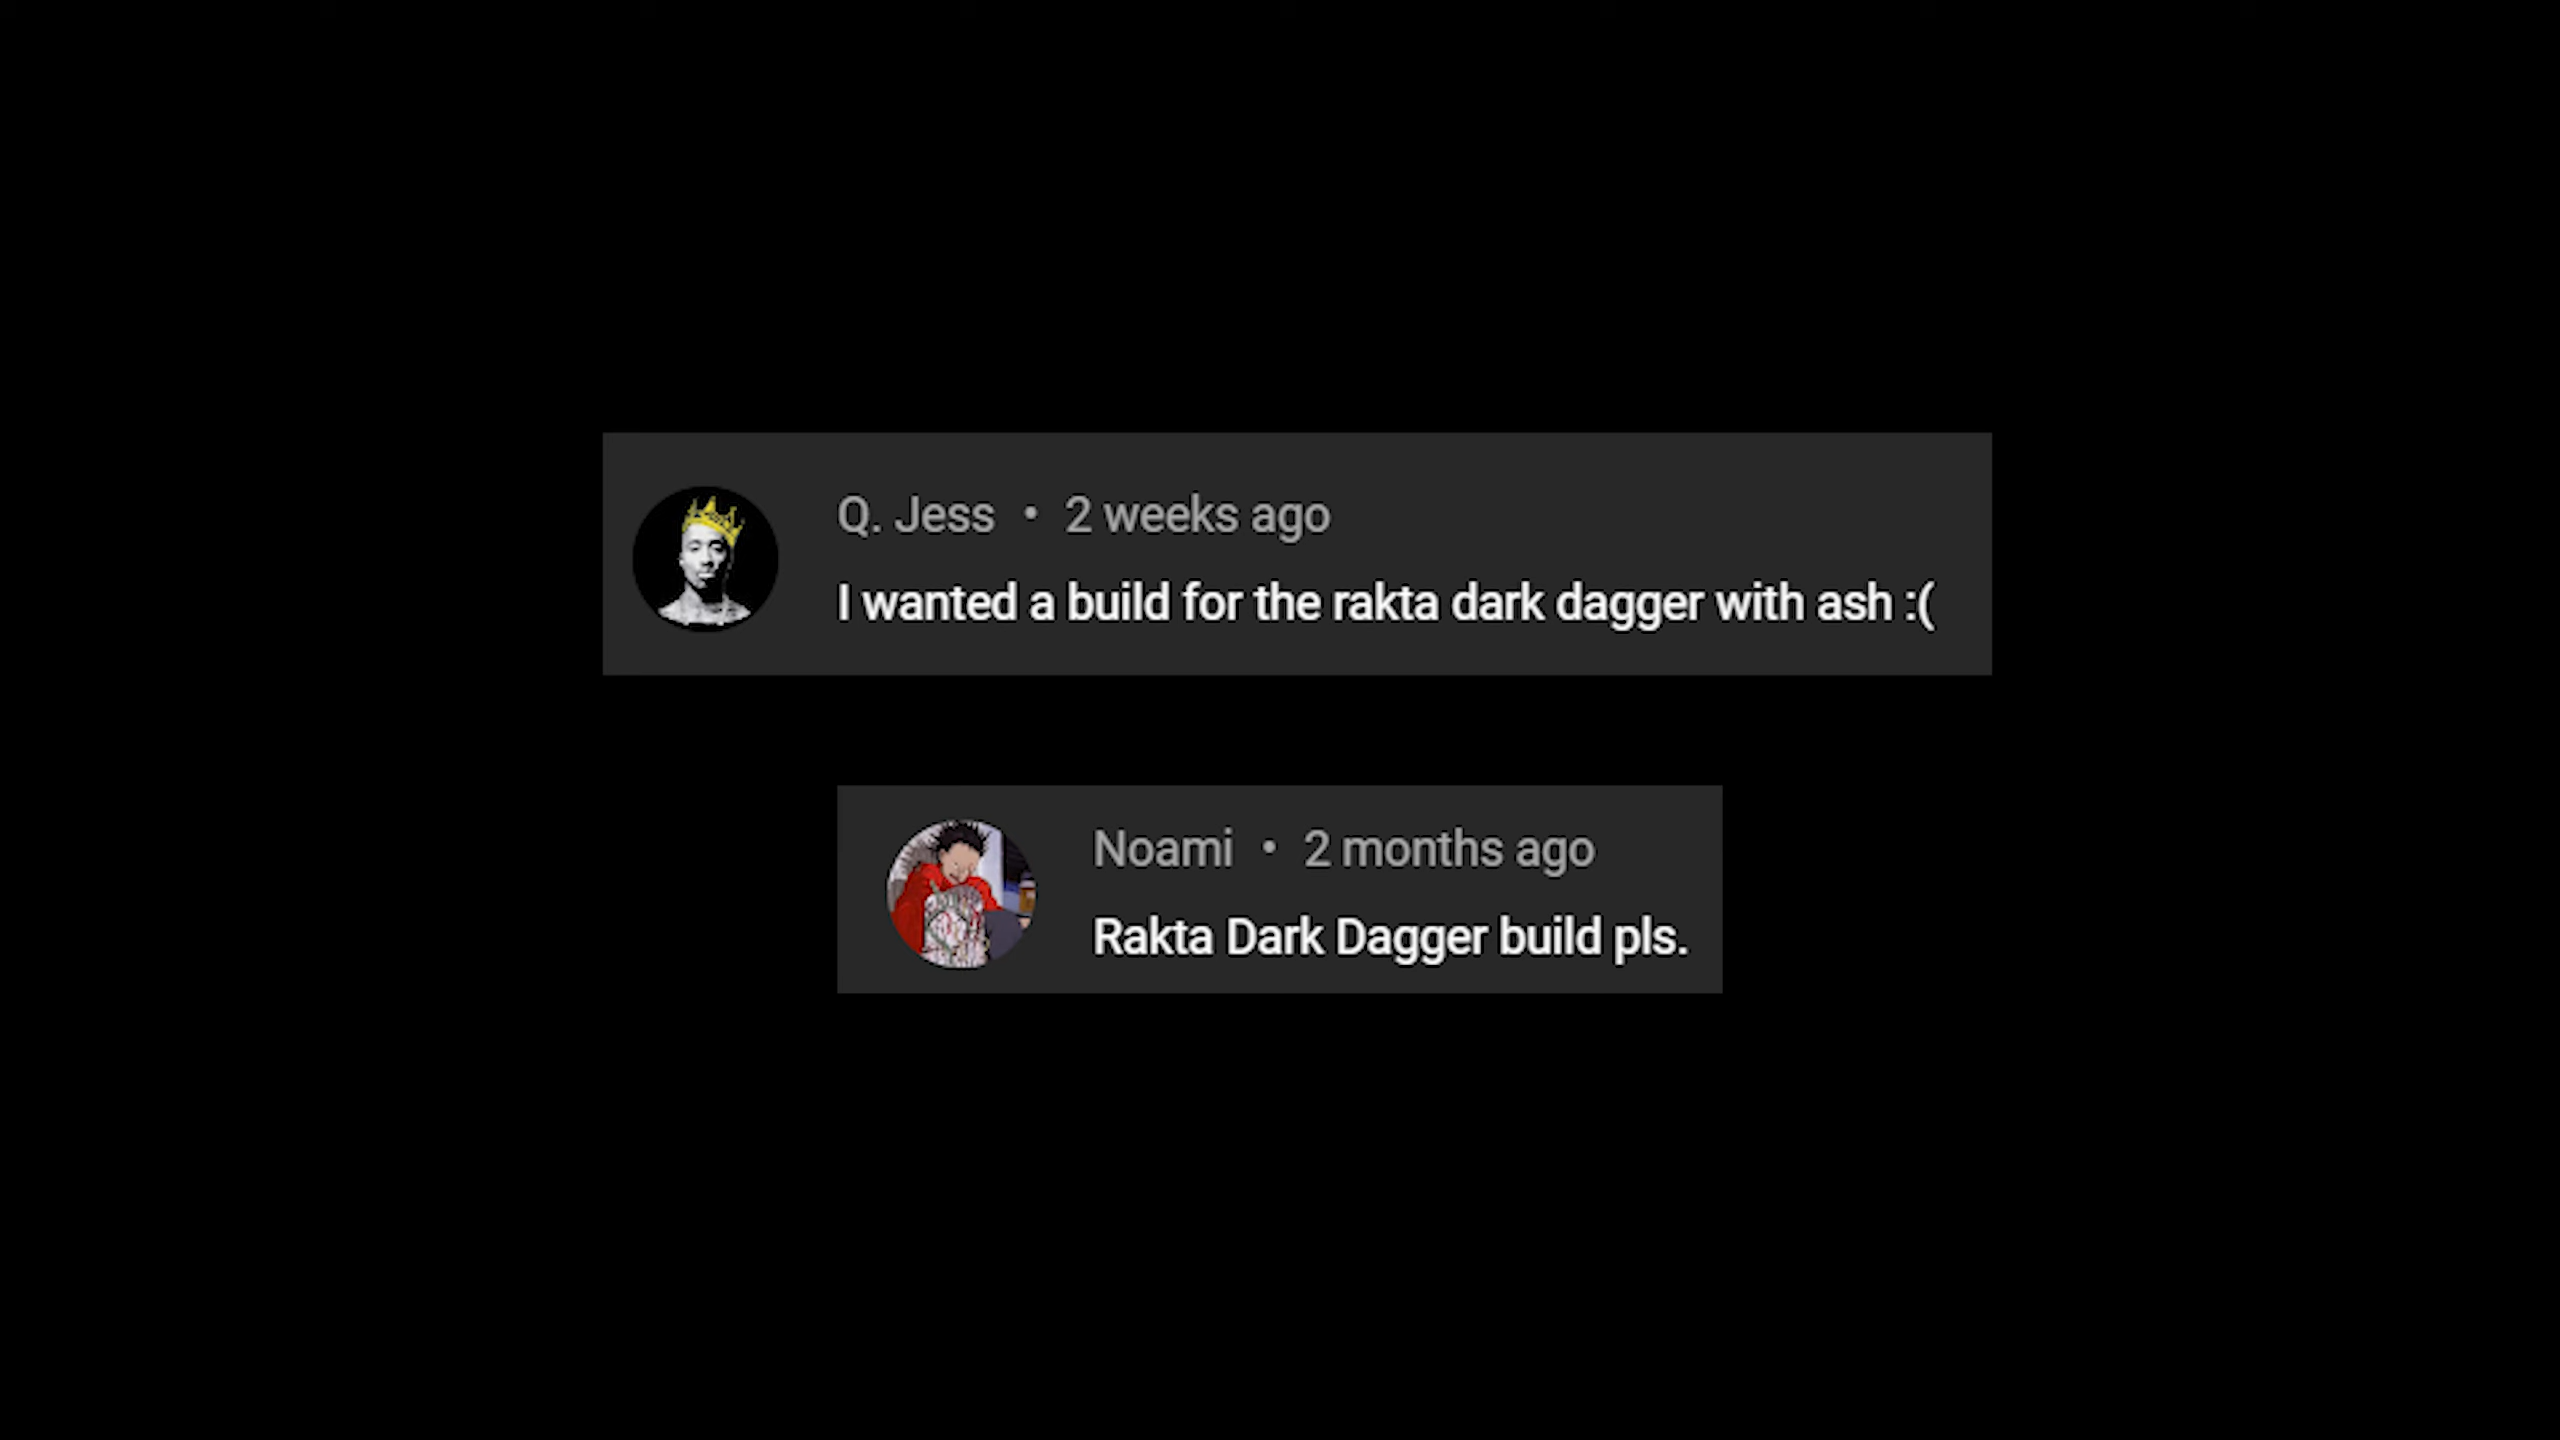 Q. Jess • 2 weeks ago
I wanted a build for the rakta dark dagger with ash :(
Noami • 2 months ago
Rakta Dark Dagger build pls.